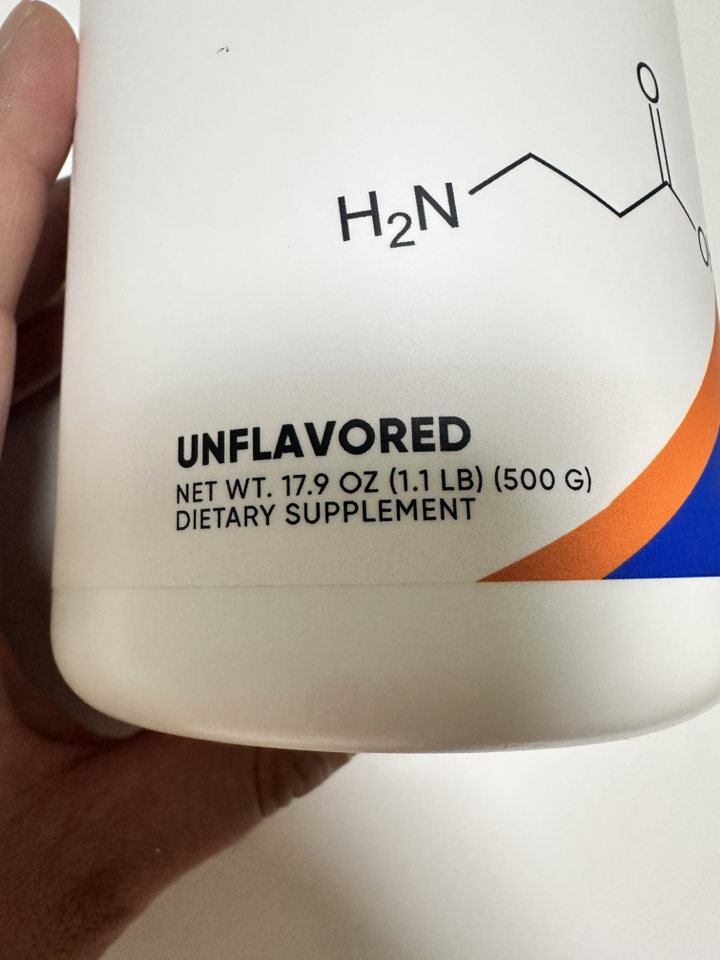 O
H₂N
O
UNFLAVORED
NET WT. 17.9 OZ (1.1 LB) (500 G)
DIETARY SUPPLEMENT